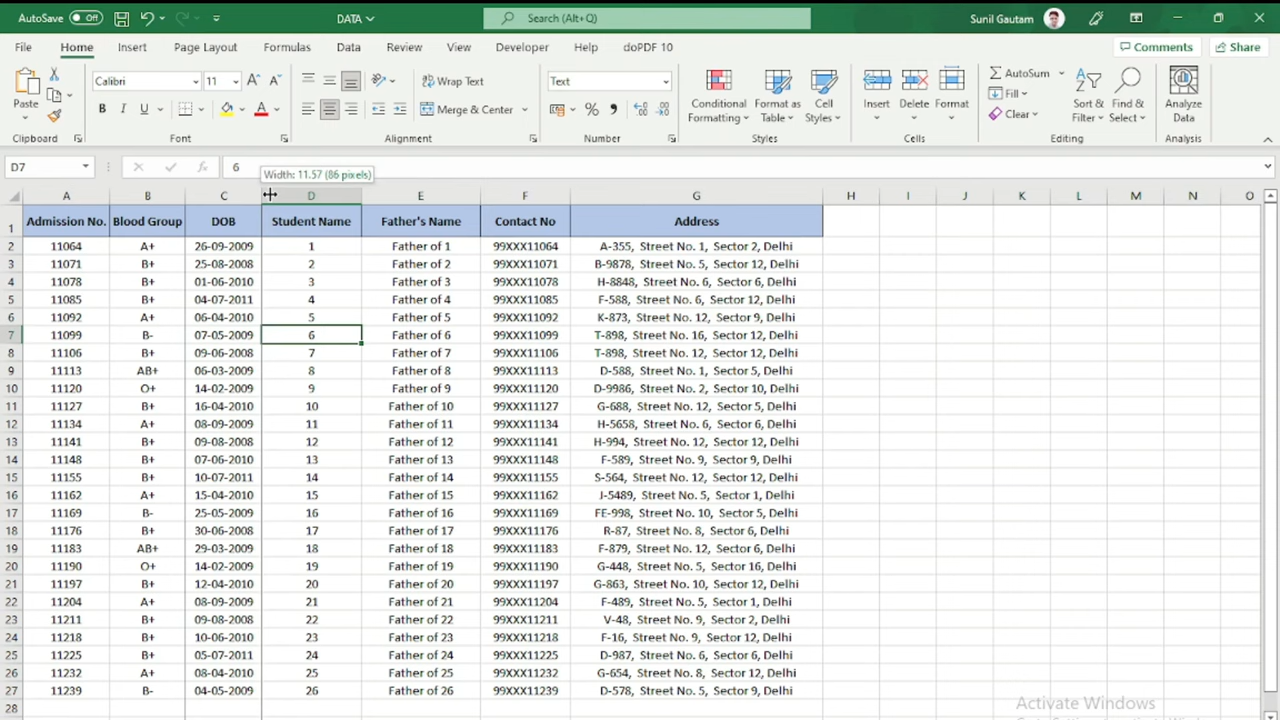 AutoSave Off DATA Search (Alt+Q) Sunil Gautam
File Home Insert Page Layout Formulas Data Review View Developer Help doPDF 10 Comments Share
Calibri 11 Wrap Text Text AutoSum
Paste B I U Merge & Center % Conditional Formatting Format as Table Cell Styles Insert Delete Format Fill Clear Sort & Filter Find & Select Analyze Data
Clipboard Font Alignment Number Styles Cells Editing Analysis
D7 fx 6
Width: 11.57 (86 pixels)
A B C D E F G H I J K L M N O
1 Admission No. Blood Group DOB Student Name Father's Name Contact No Address
2 11064 A+ 26-09-2009 1 Father of 1 99XXX11064 A-355, Street No. 1, Sector 2, Delhi
3 11071 B+ 25-08-2008 2 Father of 2 99XXX11071 B-9878, Street No. 5, Sector 12, Delhi
4 11078 B+ 01-06-2010 3 Father of 3 99XXX11078 H-8848, Street No. 6, Sector 6, Delhi
5 11085 B+ 04-07-2011 4 Father of 4 99XXX11085 F-588, Street No. 6, Sector 12, Delhi
6 11092 A+ 06-04-2010 5 Father of 5 99XXX11092 K-873, Street No. 12, Sector 9, Delhi
7 11099 B- 07-05-2009 6 Father of 6 99XXX11099 T-898, Street No. 16, Sector 12, Delhi
8 11106 B+ 09-06-2008 7 Father of 7 99XXX11106 T-898, Street No. 12, Sector 12, Delhi
9 11113 AB+ 06-03-2009 8 Father of 8 99XXX11113 D-588, Street No. 1, Sector 5, Delhi
10 11120 O+ 14-02-2009 9 Father of 9 99XXX11120 D-9986, Street No. 2, Sector 10, Delhi
11 11127 B+ 16-04-2010 10 Father of 10 99XXX11127 G-688, Street No. 12, Sector 5, Delhi
12 11134 A+ 08-09-2009 11 Father of 11 99XXX11134 H-5658, Street No. 6, Sector 6, Delhi
13 11141 B+ 09-08-2008 12 Father of 12 99XXX11141 H-994, Street No. 12, Sector 12, Delhi
14 11148 B+ 07-06-2010 13 Father of 13 99XXX11148 F-589, Street No. 9, Sector 9, Delhi
15 11155 B+ 10-07-2011 14 Father of 14 99XXX11155 S-564, Street No. 12, Sector 12, Delhi
16 11162 A+ 15-04-2010 15 Father of 15 99XXX11162 J-5489, Street No. 5, Sector 1, Delhi
17 11169 B- 25-05-2009 16 Father of 16 99XXX11169 FE-998, Street No. 10, Sector 5, Delhi
18 11176 B+ 30-06-2008 17 Father of 17 99XXX11176 R-87, Street No. 8, Sector 6, Delhi
19 11183 AB+ 29-03-2009 18 Father of 18 99XXX11183 F-879, Street No. 12, Sector 6, Delhi
20 11190 O+ 14-02-2009 19 Father of 19 99XXX11190 G-448, Street No. 5, Sector 16, Delhi
21 11197 B+ 12-04-2010 20 Father of 20 99XXX11197 G-863, Street No. 10, Sector 12, Delhi
22 11204 A+ 08-09-2009 21 Father of 21 99XXX11204 F-489, Street No. 5, Sector 1, Delhi
23 11211 B+ 09-08-2009 22 Father of 22 99XXX11211 V-48, Street No. 9, Sector 2, Delhi
24 11218 B+ 10-06-2010 23 Father of 23 99XXX11218 F-16, Street No. 9, Sector 12, Delhi
25 11225 B+ 05-07-2011 24 Father of 24 99XXX11225 D-987, Street No. 6, Sector 6, Delhi
26 11232 A+ 08-04-2010 25 Father of 25 99XXX11232 G-654, Street No. 8, Sector 12, Delhi
27 11239 B- 04-05-2009 26 Father of 26 99XXX11239 D-578, Street No. 5, Sector 9, Delhi
28 Activate Windows